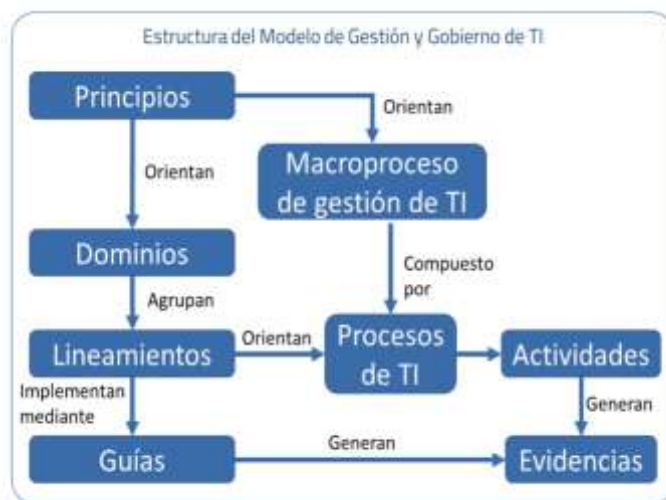 Estructura del Modelo de Gestión y Gobierno de TI
Principios
Orientan
Orientan
Macroproceso
de gestión de TI
Dominios
Compuesto
por
Agrupan
Lineamientos
Orientan
Procesos
de TI
Actividades
Implementan
mediante
Generan
Guías
Generan
Evidencias